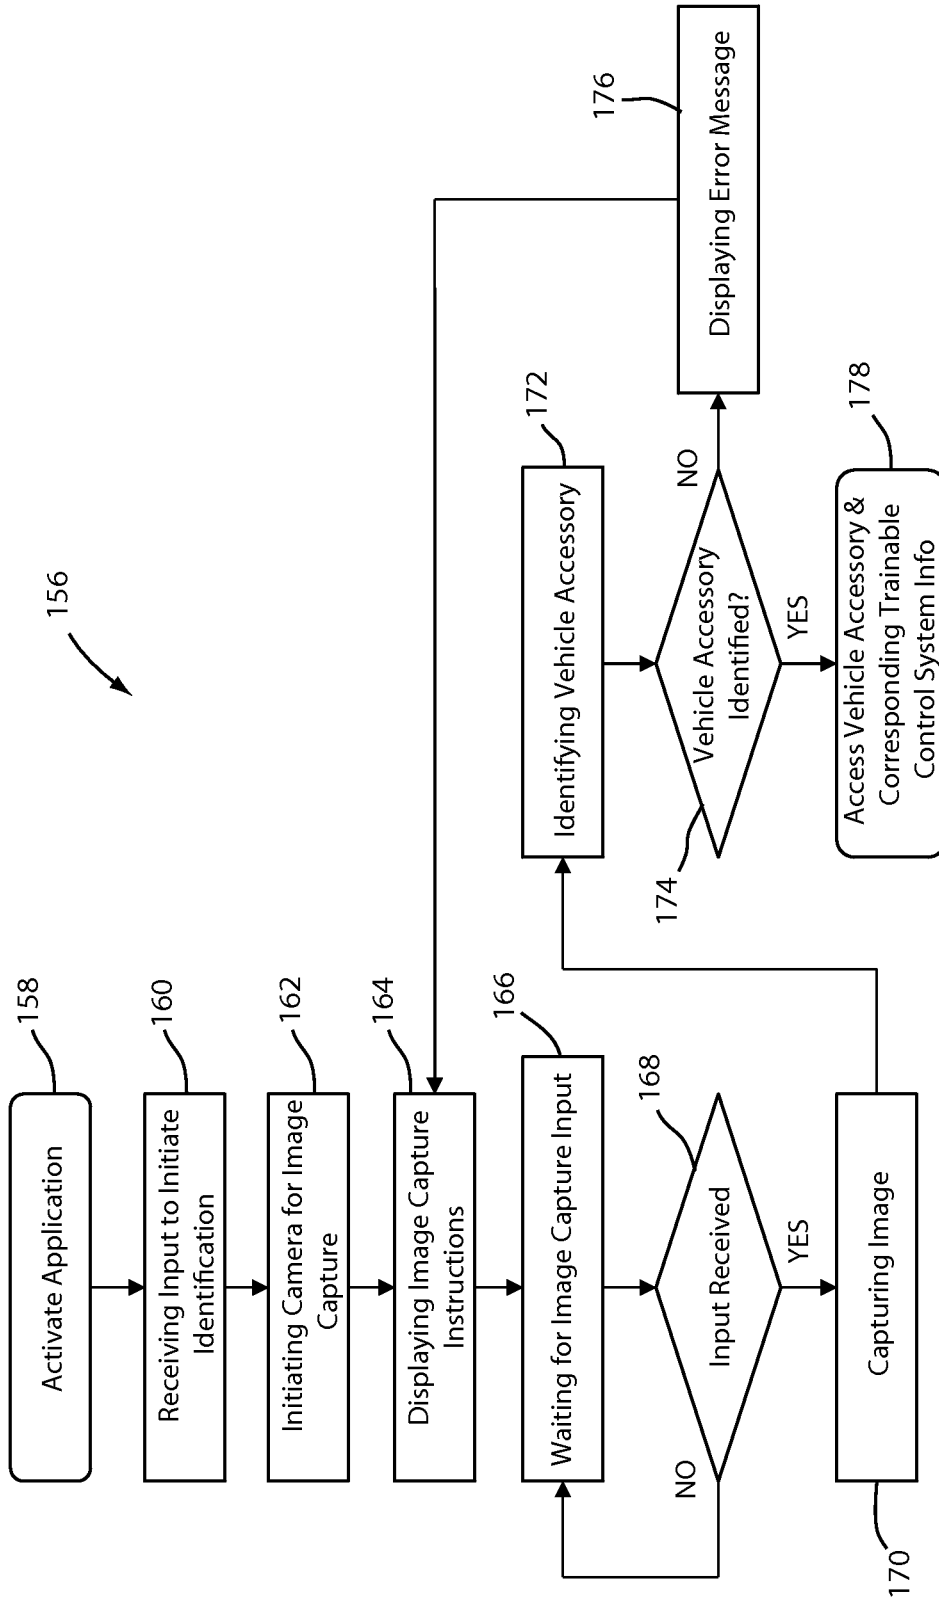 156
158
Activate Application
160
Receiving Input to Initiate
Identification
162
Initiating Camera for Image
Capture
164
Displaying Image Capture
Instructions
166
Waiting for Image Capture Input
168
Input Received
NO
YES
Capturing Image
170
172
Identifying Vehicle Accessory
174
Vehicle Accessory
Identified?
NO
YES
176
Displaying Error Message
178
Access Vehicle Accessory &
Corresponding Trainable
Control System Info